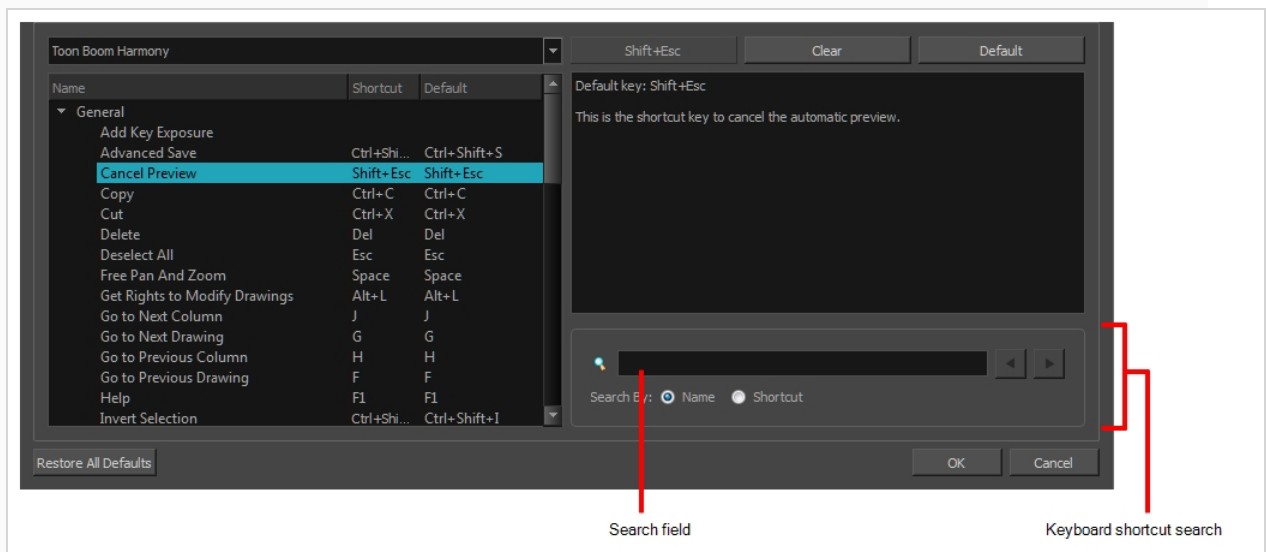 Toon Boom Harmony
Shift+Esc Clear Default
Name Shortcut Default
General
Add Key Exposure
Advanced Save Ctrl+Shi... Ctrl+Shift+S
Cancel Preview Shift+Esc Shift+Esc
Copy Ctrl+C Ctrl+C
Cut Ctrl+X Ctrl+X
Delete Del Del
Deselect All Esc Esc
Free Pan And Zoom Space Space
Get Rights to Modify Drawings Alt+L Alt+L
Go to Next Column J J
Go to Next Drawing G G
Go to Previous Column H H
Go to Previous Drawing F F
Help F1 F1
Invert Selection Ctrl+Shi... Ctrl+Shift+I
Default key: Shift+Esc
This is the shortcut key to cancel the automatic preview.
Search By: Name Shortcut
Restore All Defaults
OK Cancel
Search field
Keyboard shortcut search